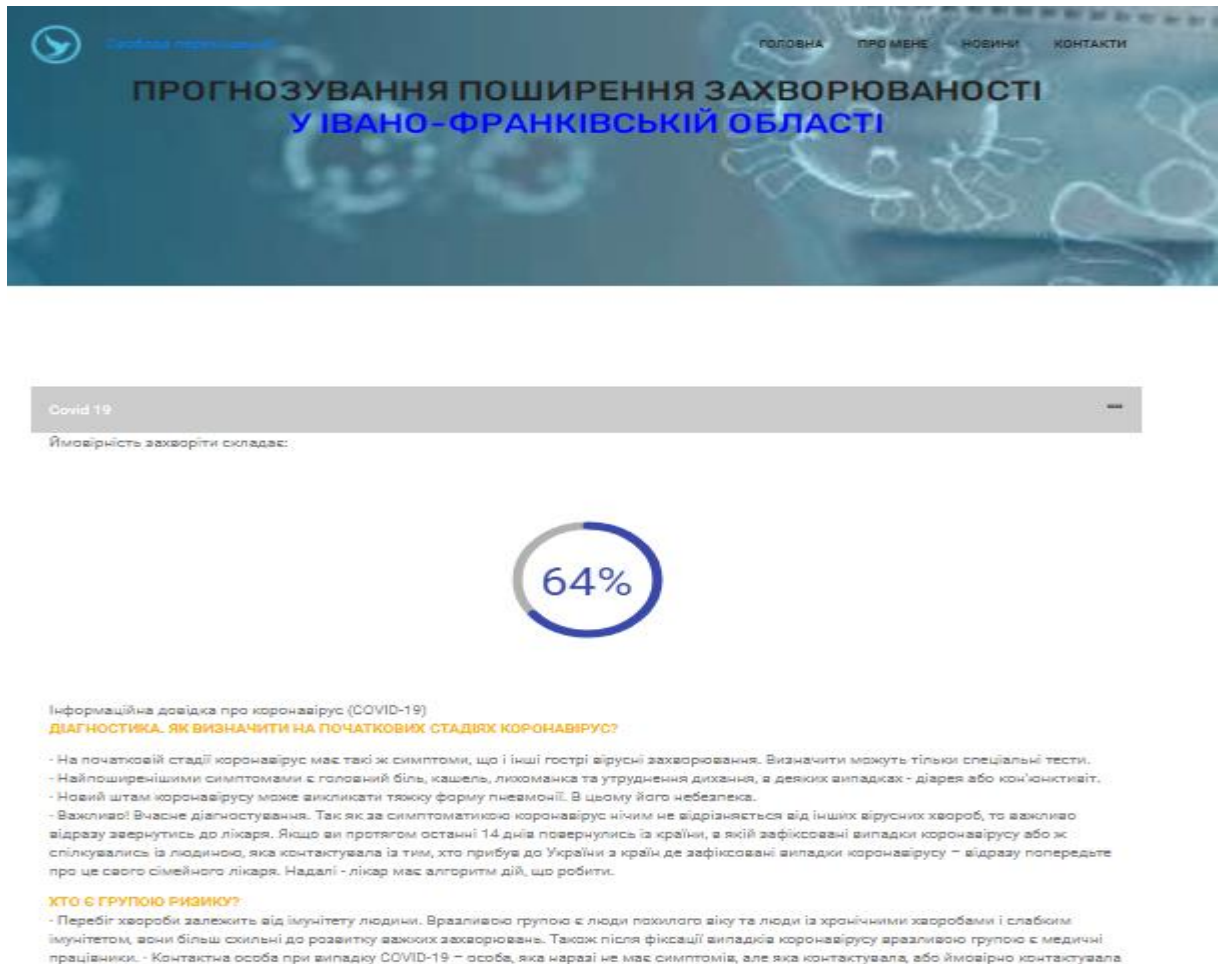 ГОЛОВНА ПРО МЕНЕ НОВИНИ КОНТАКТИ
ПРОГНОЗУВАННЯ ПОШИРЕННЯ ЗАХВОРЮВАНОСТІ
У ІВАНО-ФРАНКІВСЬКІЙ ОБЛАСТІ
Covid 19
Ймовірність захворіти складає:
64%
Інформаційна довідка про коронавірус (COVID-19)
ДІАГНОСТИКА. ЯК ВИЗНАЧИТИ НА ПОЧАТКОВИХ СТАДІЯХ КОРОНАВІРУС?
- На початковій стадії коронавірус має такі ж симптоми, що і інші гострі вірусні захворювання. Визначити можуть тільки спеціальні тести.
- Найпоширенішими симптомами є головний біль, кашель, лихоманка та утруднення дихання, в деяких випадках - діарея або кон'юнктивіт.
- Новий штам коронавірусу може викликати тяжку форму пневмонії. В цьому його небезпека.
- Важливо! Вчасне діагностування. Так як за симптоматикою коронавірус нічим не відрізняється від інших вірусних хвороб, то важливо
відразу звернутись до лікаря. Якщо ви протягом останні 14 днів повернулись із країни, в якій зафіксовані випадки коронавірусу або ж
спілкувались із людиною, яка контактувала із тим, хто прибув до України з країн де зафіксовані випадки коронавірусу – відразу попередьте
про це свого сімейного лікаря. Надалі - лікар має алгоритм дій, що робити.
ХТО Є ГРУПОЮ РИЗИКУ?
- Перебіг хвороби залежить від імунітету людини. Вразливою групою є люди похилого віку та люди із хронічними хворобами і слабким
імунітетом, вони більш схильні до розвитку важких захворювань. Також після фіксації випадків коронавірусу вразливою групою є медичні
працівники. - Контактна особа при випадку COVID-19 – особа, яка наразі не має симптомів, але яка контактувала, або ймовірно контактувала